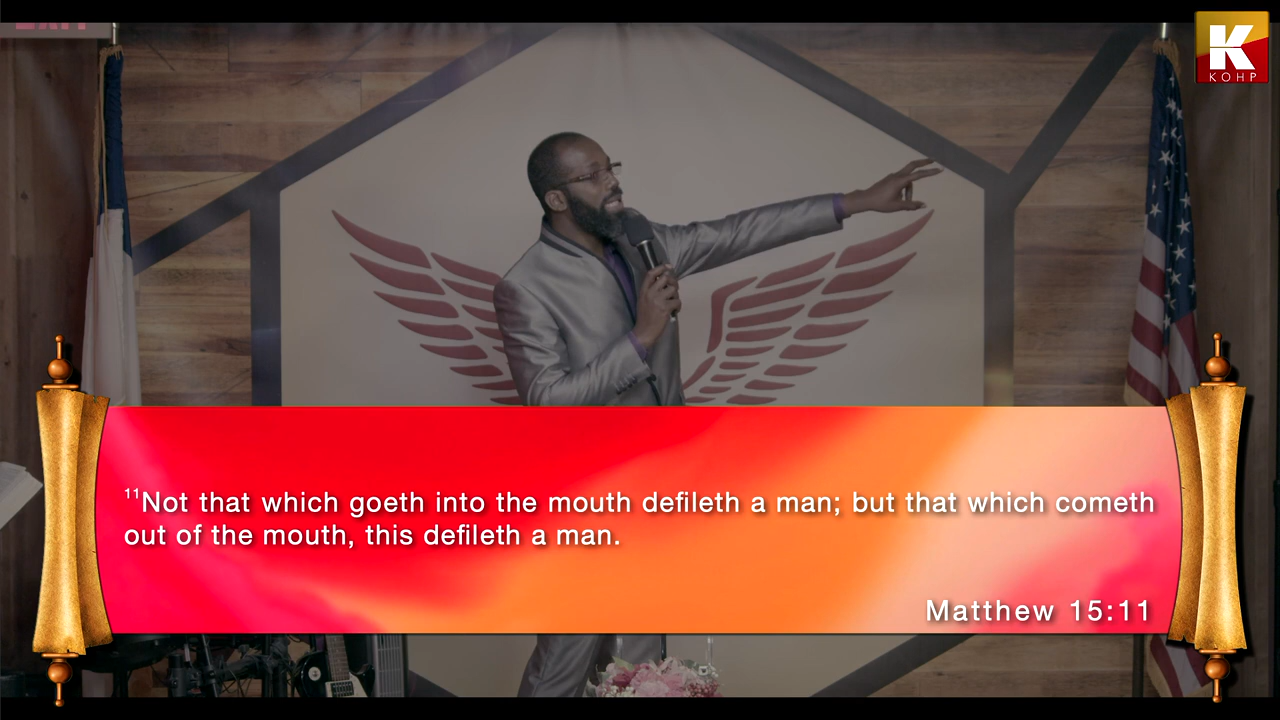 EXIT
K
KOHP
11Not that which goeth into the mouth defileth a man; but that which cometh
out of the mouth, this defileth a man.
Matthew 15:11